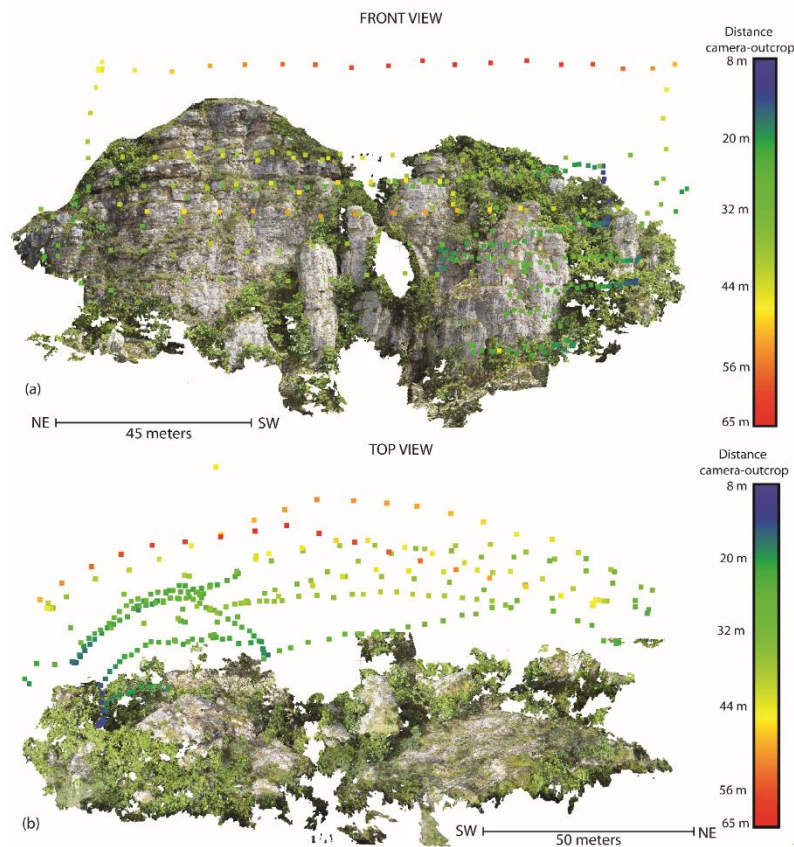 FRONT VIEW
Distance
camera-outcrop
8 m
20 m
32 m
44 m
56 m
65 m
(a)
NE SW
45 meters
TOP VIEW
Distance
camera-outcrop
8 m
20 m
32 m
44 m
56 m
65 m
(b)
SW NE
50 meters